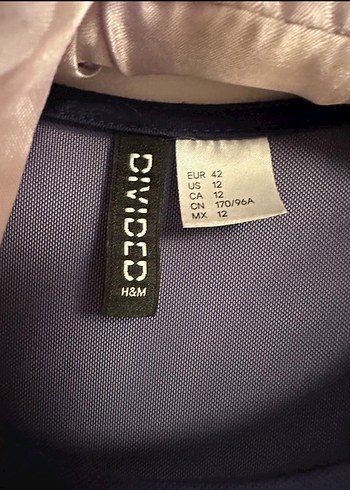 DIVIDED
H&M
EUR 42
US 12
CA 12
CN 170/96A
MX 12